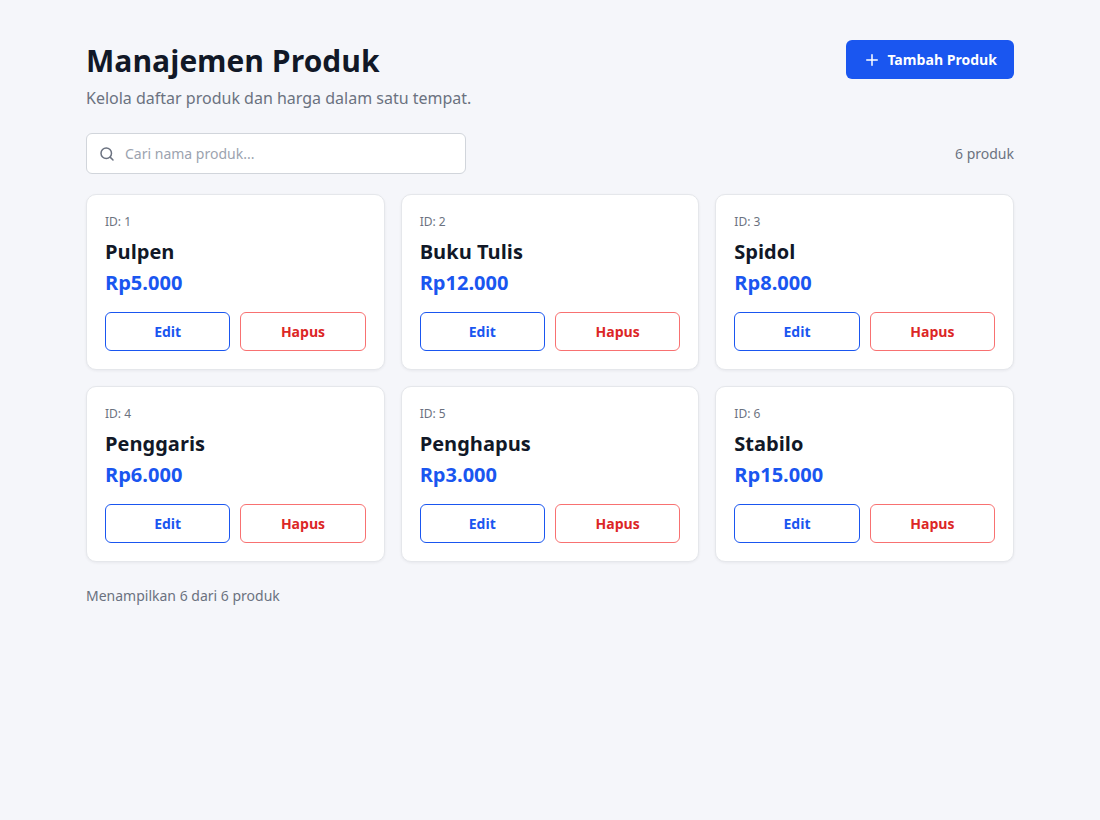 Manajemen Produk
Tambah Produk
Kelola daftar produk dan harga dalam satu tempat.
Cari nama produk...
6 produk
ID: 1
Pulpen
Rp5.000
Edit
Hapus
ID: 2
Buku Tulis
Rp12.000
Edit
Hapus
ID: 3
Spidol
Rp8.000
Edit
Hapus
ID: 4
Penggaris
Rp6.000
Edit
Hapus
ID: 5
Penghapus
Rp3.000
Edit
Hapus
ID: 6
Stabilo
Rp15.000
Edit
Hapus
Menampilkan 6 dari 6 produk